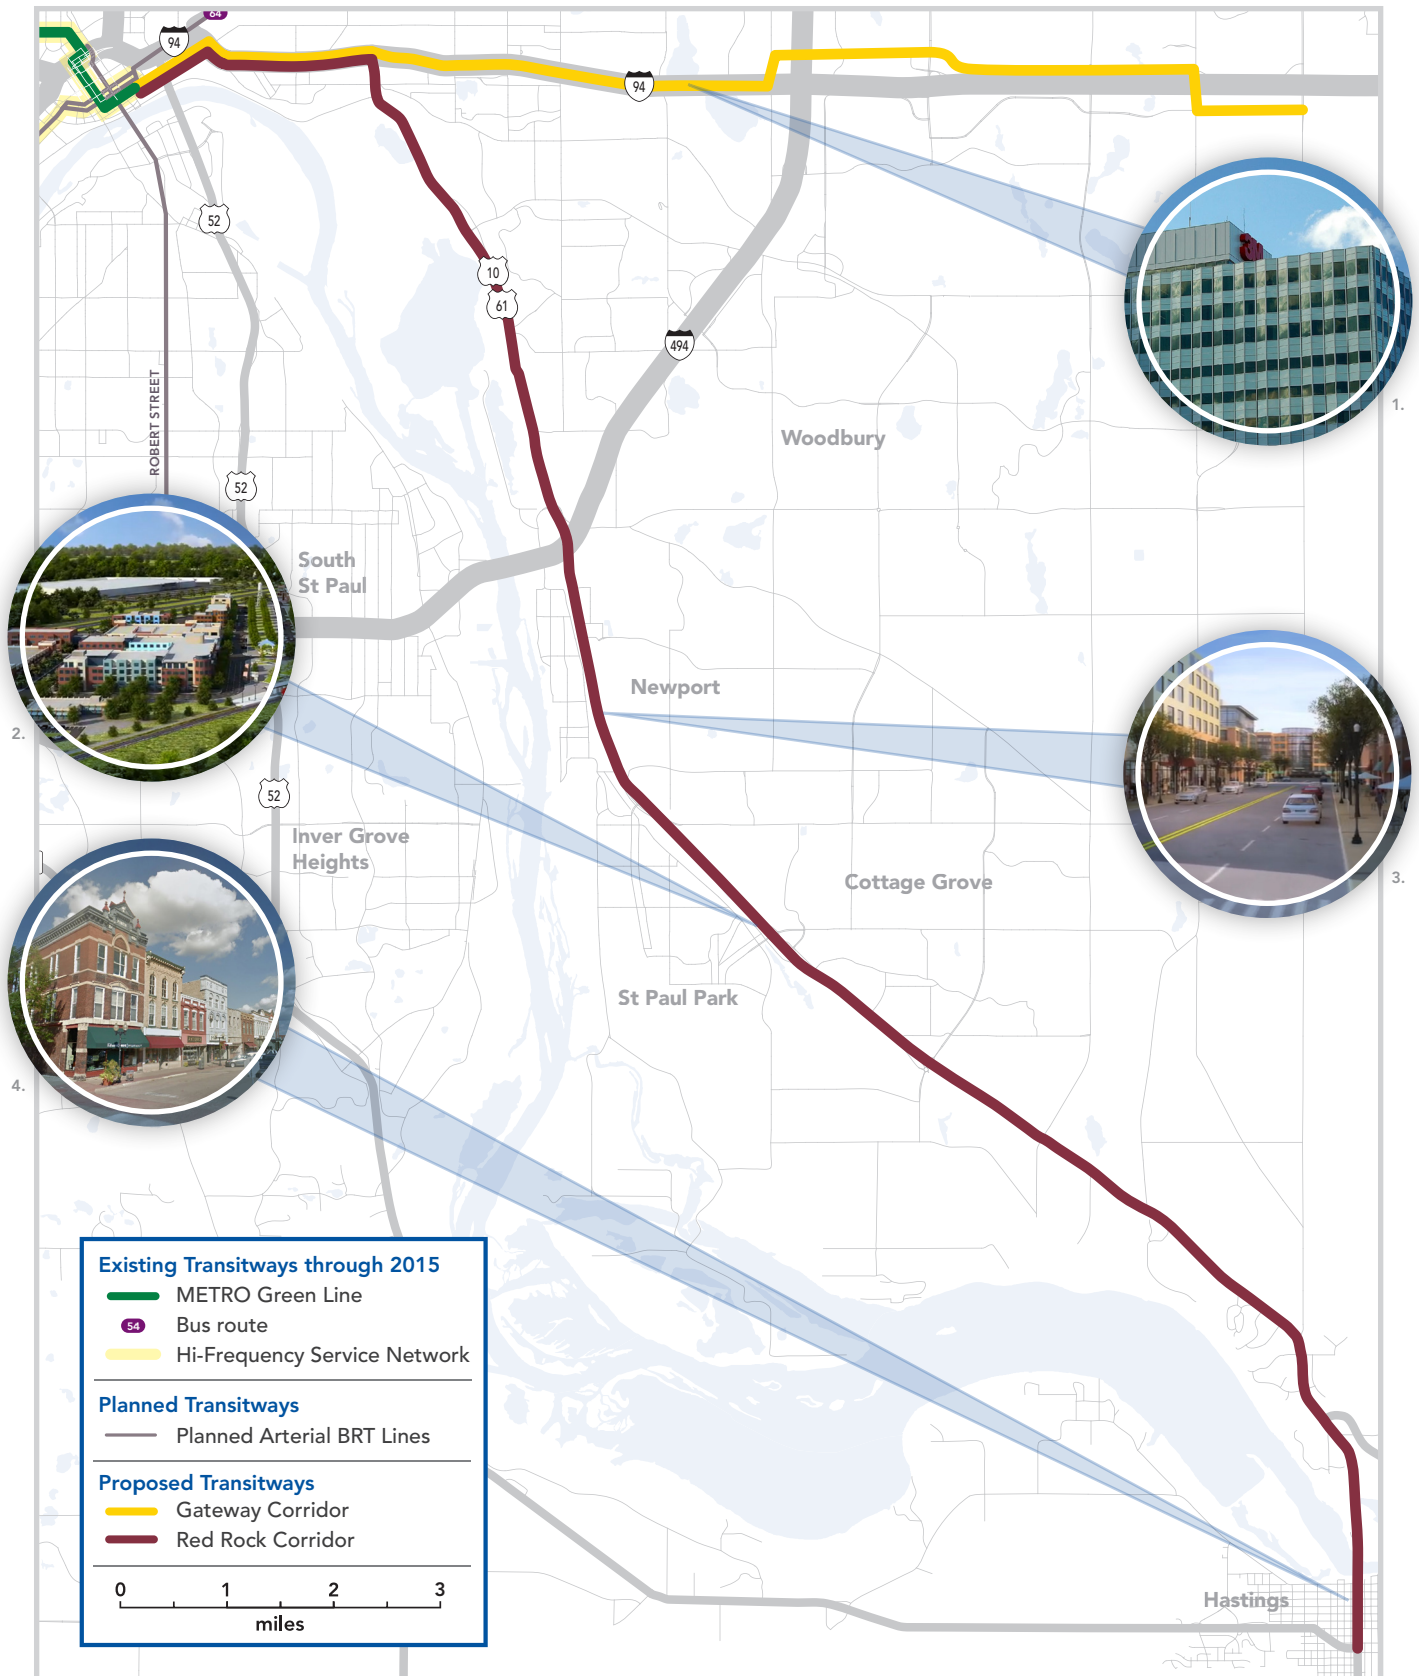 64
94
94
52
10
61
494
ROBERT STREET
1.
Woodbury
52
South
St Paul
Newport
2.
52
Inver Grove
Heights
Cottage Grove
3.
St Paul Park
4.
Existing Transitways through 2015
METRO Green Line
54
Bus route
Hi-Frequency Service Network
Planned Transitways
Planned Arterial BRT Lines
Proposed Transitways
Gateway Corridor
Red Rock Corridor
0 1 2 3
miles
Hastings